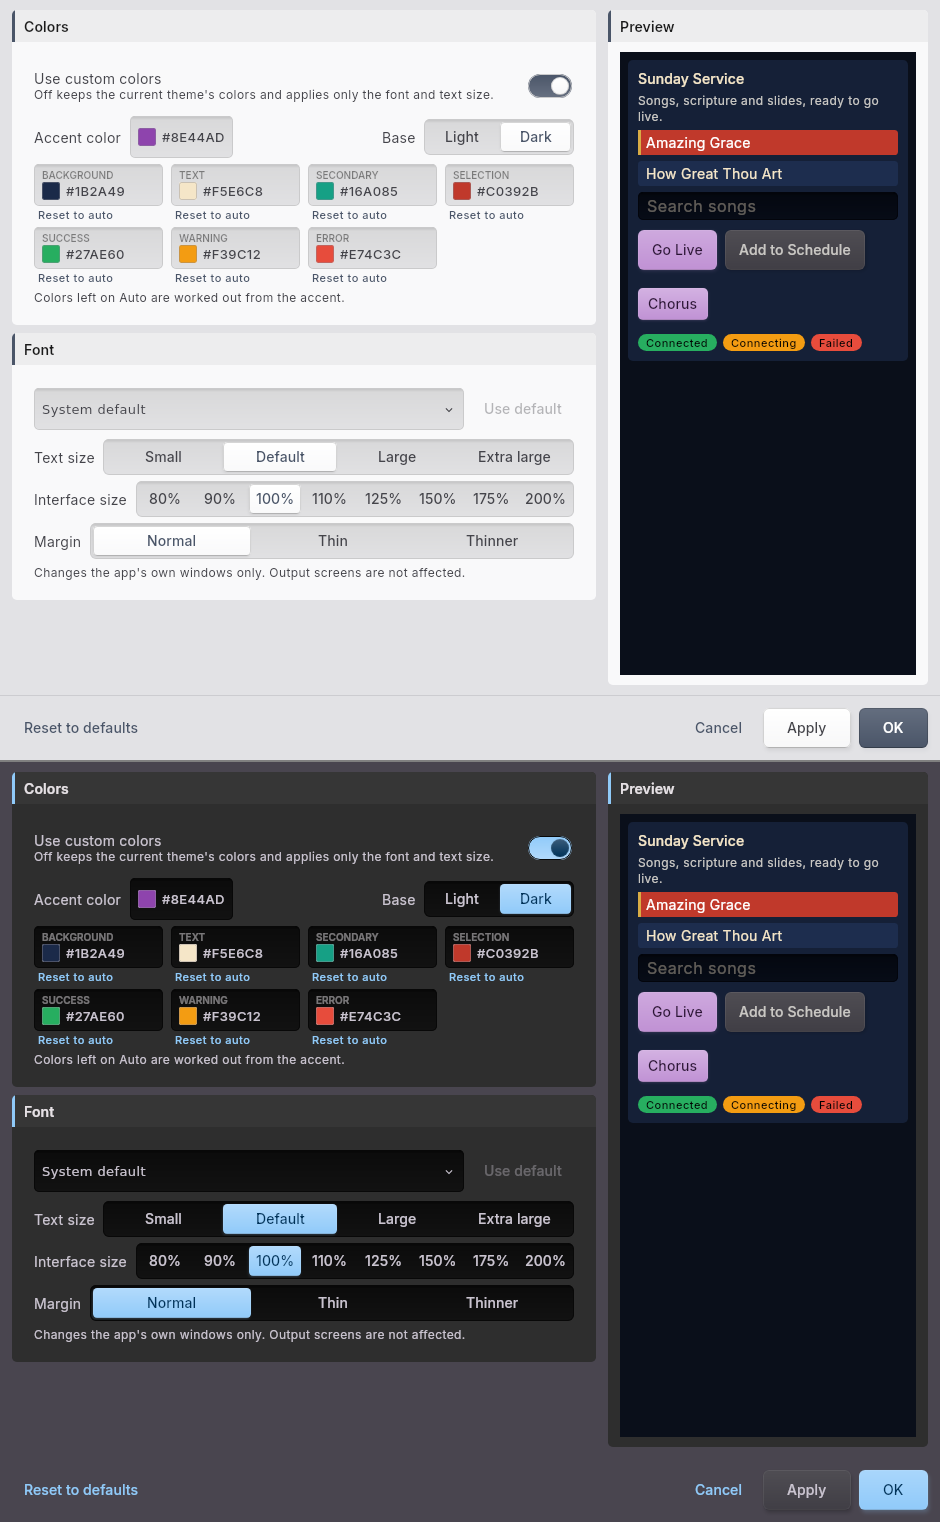 Colors
Use custom colors
Off keeps the current theme's colors and applies only the font and text size.
Accent color #8E44AD Base Light Dark
BACKGROUND TEXT SECONDARY SELECTION
#1B2A49 #F5E6C8 #16A085 #C0392B
Reset to auto Reset to auto Reset to auto Reset to auto
SUCCESS WARNING ERROR
#27AE60 #F39C12 #E74C3C
Reset to auto Reset to auto Reset to auto
Colors left on Auto are worked out from the accent.
Font
System default Use default
Text size Small Default Large Extra large
Interface size 80% 90% 100% 110% 125% 150% 175% 200%
Margin Normal Thin Thinner
Changes the app's own windows only. Output screens are not affected.
Preview
Sunday Service
Songs, scripture and slides, ready to go
live.
Amazing Grace
How Great Thou Art
Search songs
Go Live Add to Schedule
Chorus
Connected Connecting Failed
Reset to defaults Cancel Apply OK
Colors
Use custom colors
Off keeps the current theme's colors and applies only the font and text size.
Accent color #8E44AD Base Light Dark
BACKGROUND TEXT SECONDARY SELECTION
#1B2A49 #F5E6C8 #16A085 #C0392B
Reset to auto Reset to auto Reset to auto Reset to auto
SUCCESS WARNING ERROR
#27AE60 #F39C12 #E74C3C
Reset to auto Reset to auto Reset to auto
Colors left on Auto are worked out from the accent.
Font
System default Use default
Text size Small Default Large Extra large
Interface size 80% 90% 100% 110% 125% 150% 175% 200%
Margin Normal Thin Thinner
Changes the app's own windows only. Output screens are not affected.
Preview
Sunday Service
Songs, scripture and slides, ready to go
live.
Amazing Grace
How Great Thou Art
Search songs
Go Live Add to Schedule
Chorus
Connected Connecting Failed
Reset to defaults Cancel Apply OK